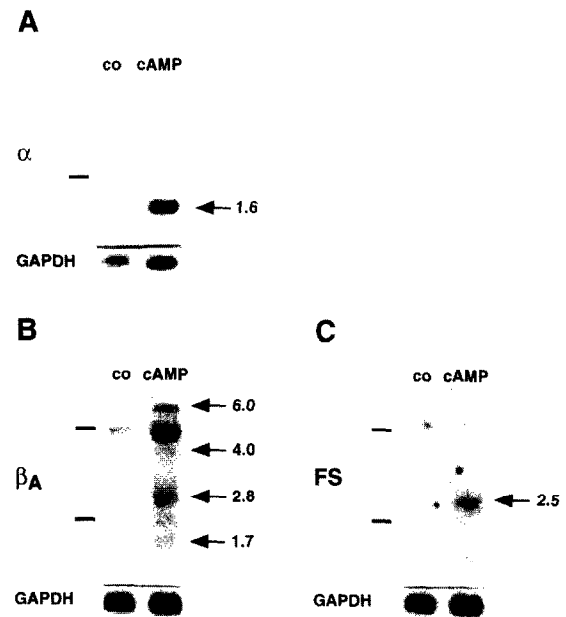 A
co cAMP
α
1.6
GAPDH
B
co cAMP
6.0
4.0
βA
2.8
1.7
GAPDH
C
co cAMP
FS
2.5
GAPDH